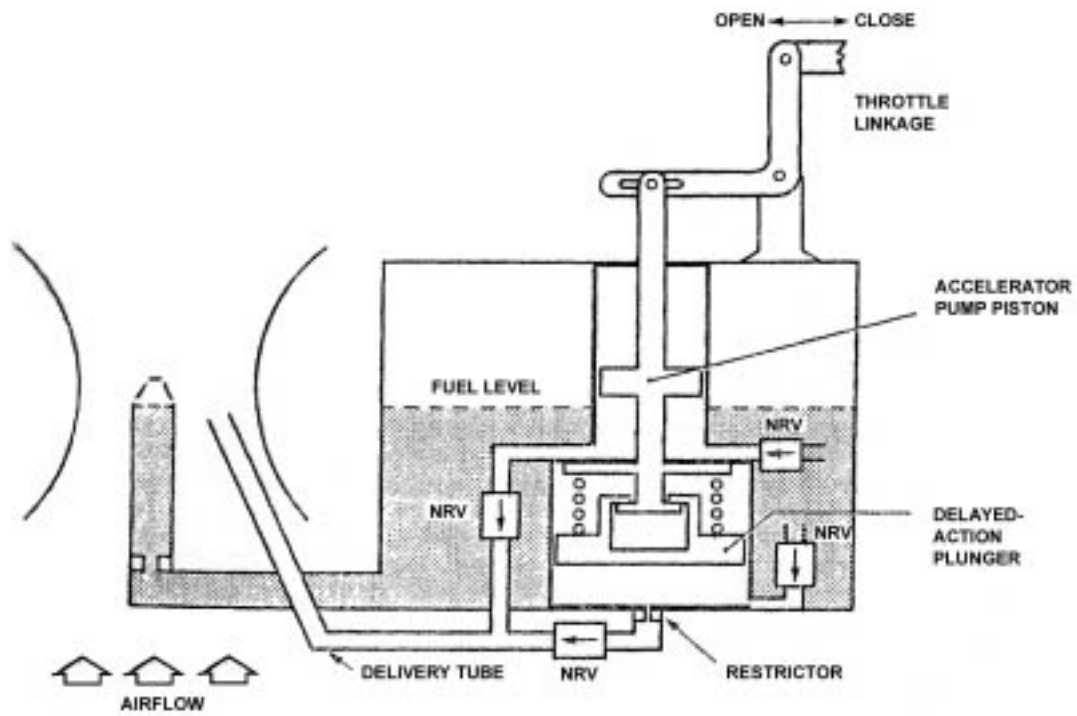 OPEN CLOSE
THROTTLE
LINKAGE
ACCELERATOR
PUMP PISTON
FUEL LEVEL
NRV
NRV
NRV
DELAYED-
ACTION
PLUNGER
DELIVERY TUBE
NRV
RESTRICTOR
AIRFLOW